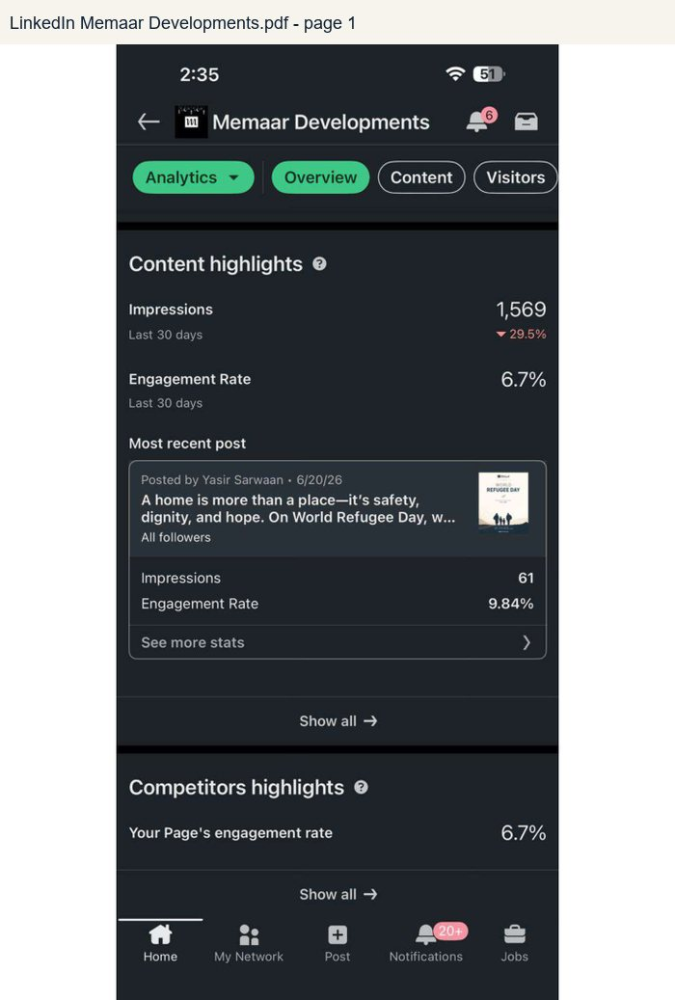 LinkedIn Memaar Developments.pdf - page 1
2:35
51
Memaar Developments
6
Analytics
Overview
Content
Visitors
Content highlights
?
Impressions
1,569
Last 30 days
29.5%
Engagement Rate
6.7%
Last 30 days
Most recent post
Posted by Yasir Sarwaan • 6/20/26
A home is more than a place—it’s safety,
dignity, and hope. On World Refugee Day, w...
All followers
WORLD
REFUGEE DAY
Impressions
61
Engagement Rate
9.84%
See more stats
Show all →
Competitors highlights
?
Your Page's engagement rate
6.7%
Show all →
20+
Home
My Network
Post
Notifications
Jobs